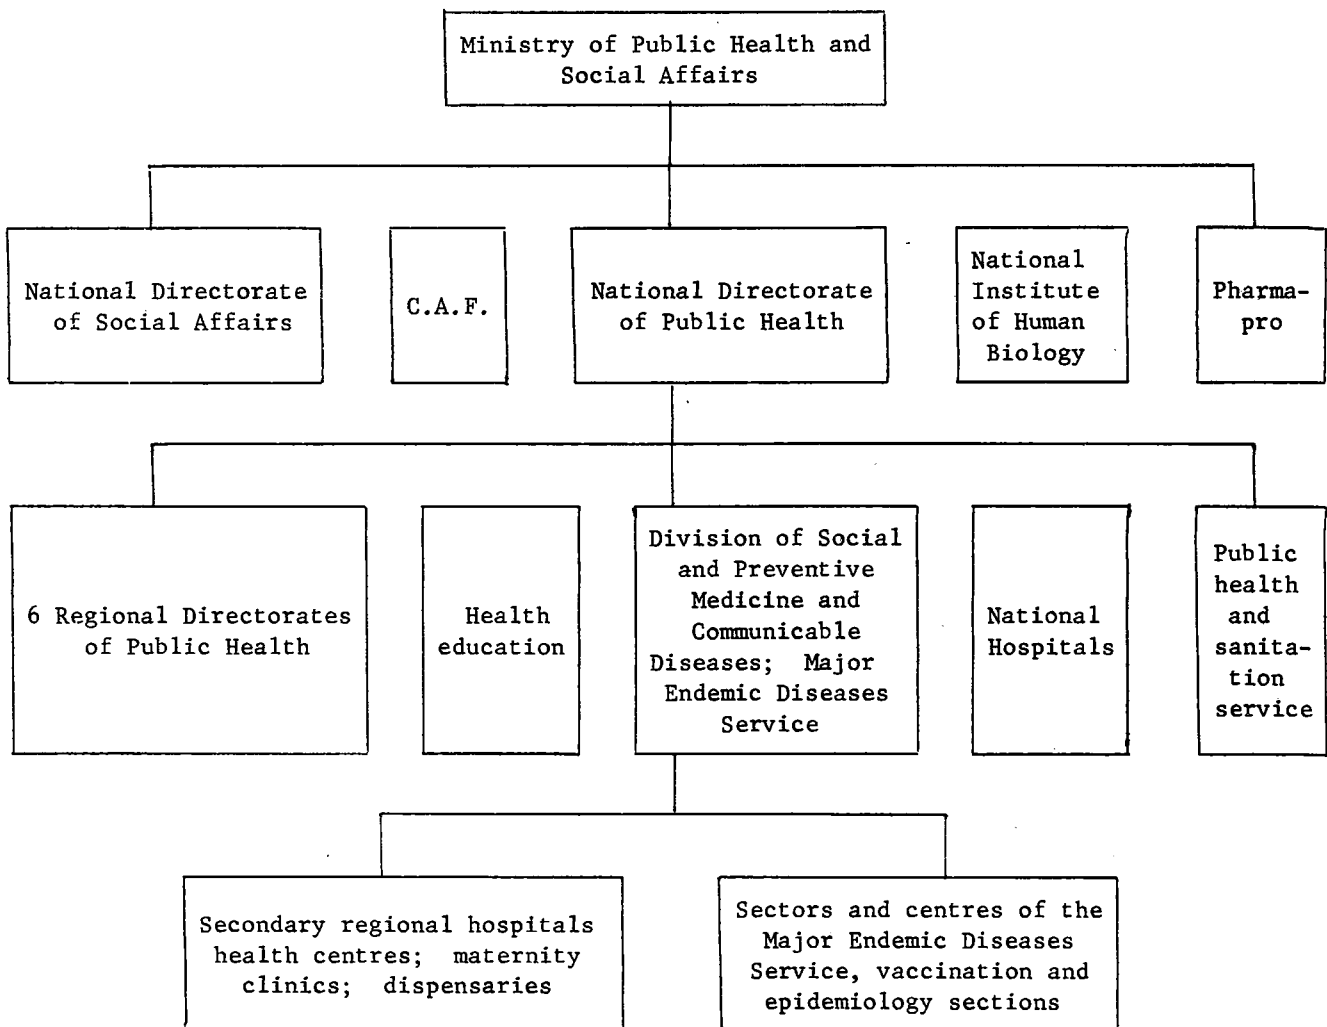 Ministry of Public Health and
Social Affairs
National Directorate
of Social Affairs
C.A.F.
National Directorate
of Public Health
National
Institute
of Human
Biology
Pharma-
pro
6 Regional Directorates
of Public Health
Health
education
Division of Social
and Preventive
Medicine and
Communicable
Diseases; Major
Endemic Diseases
Service
National
Hospitals
Public
health
and
sanita-
tion
service
Secondary regional hospitals
health centres; maternity
clinics; dispensaries
Sectors and centres of the
Major Endemic Diseases
Service, vaccination and
epidemiology sections